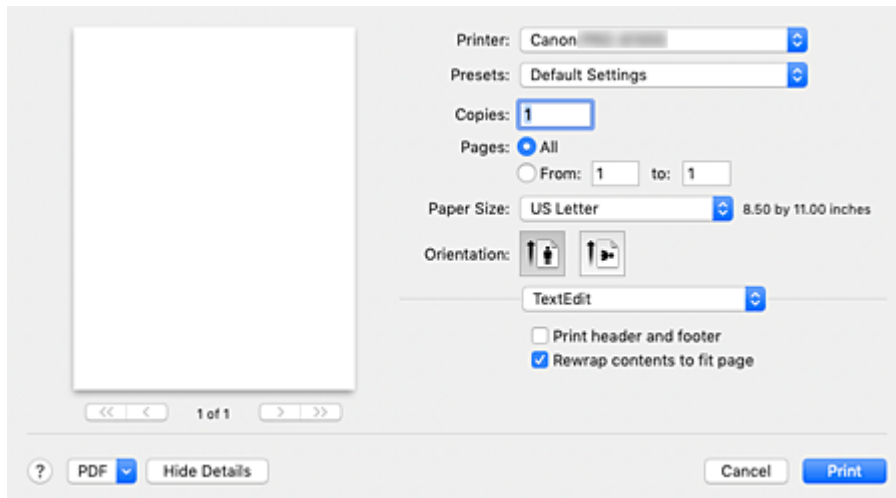 Printer: Canon
Presets: Default Settings
Copies: 1
Pages: All
From: 1 to: 1
Paper Size: US Letter 8.50 by 11.00 inches
Orientation:
TextEdit
Print header and footer
Rewrap contents to fit page
<< < 1 of 1 > >>
? PDF Hide Details Cancel Print